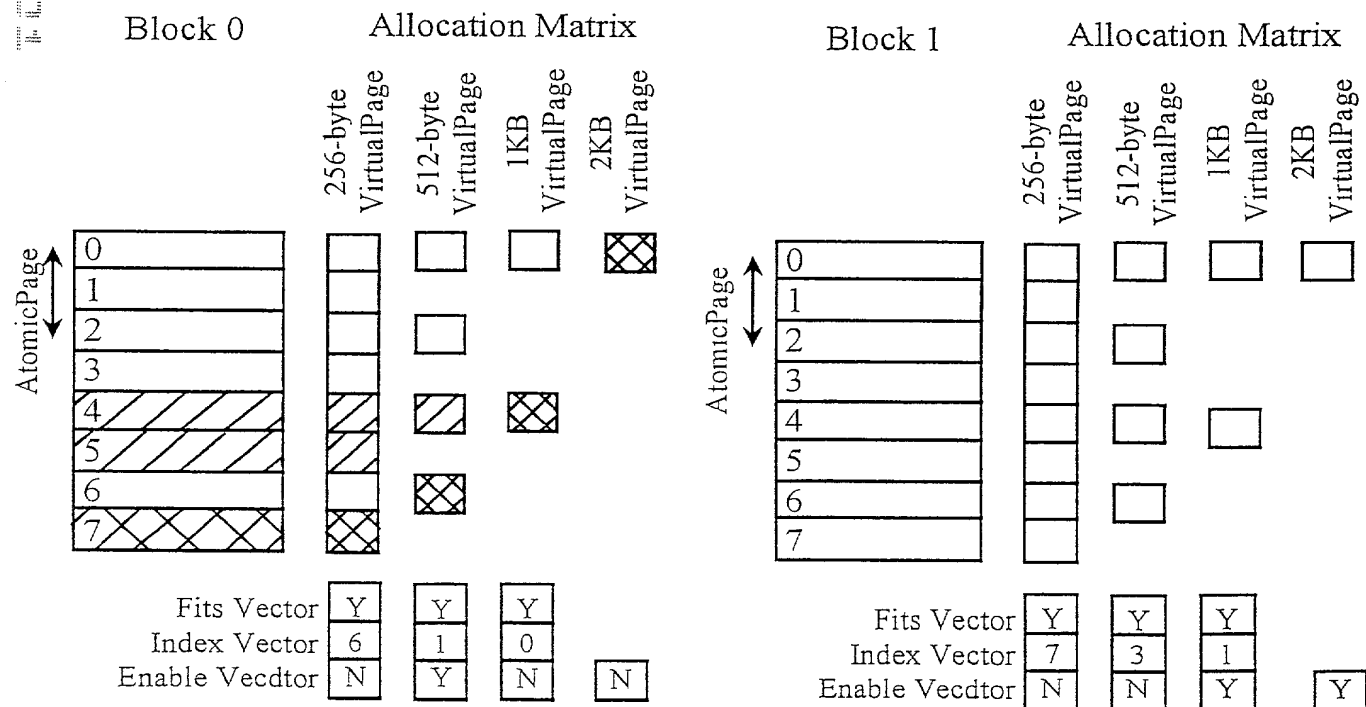 Block 0
Allocation Matrix
256-byte
VirtualPage
512-byte
VirtualPage
1KB
VirtualPage
2KB
VirtualPage
AtomicPage
0
1
2
3
4
5
6
7
Fits Vector Y Y Y
Index Vector 6 1 0
Enable Vecdtor N Y N N
Block 1
Allocation Matrix
256-byte
VirtualPage
512-byte
VirtualPage
1KB
VirtualPage
2KB
VirtualPage
AtomicPage
0
1
2
3
4
5
6
7
Fits Vector Y Y Y
Index Vector 7 3 1
Enable Vecdtor N N Y Y